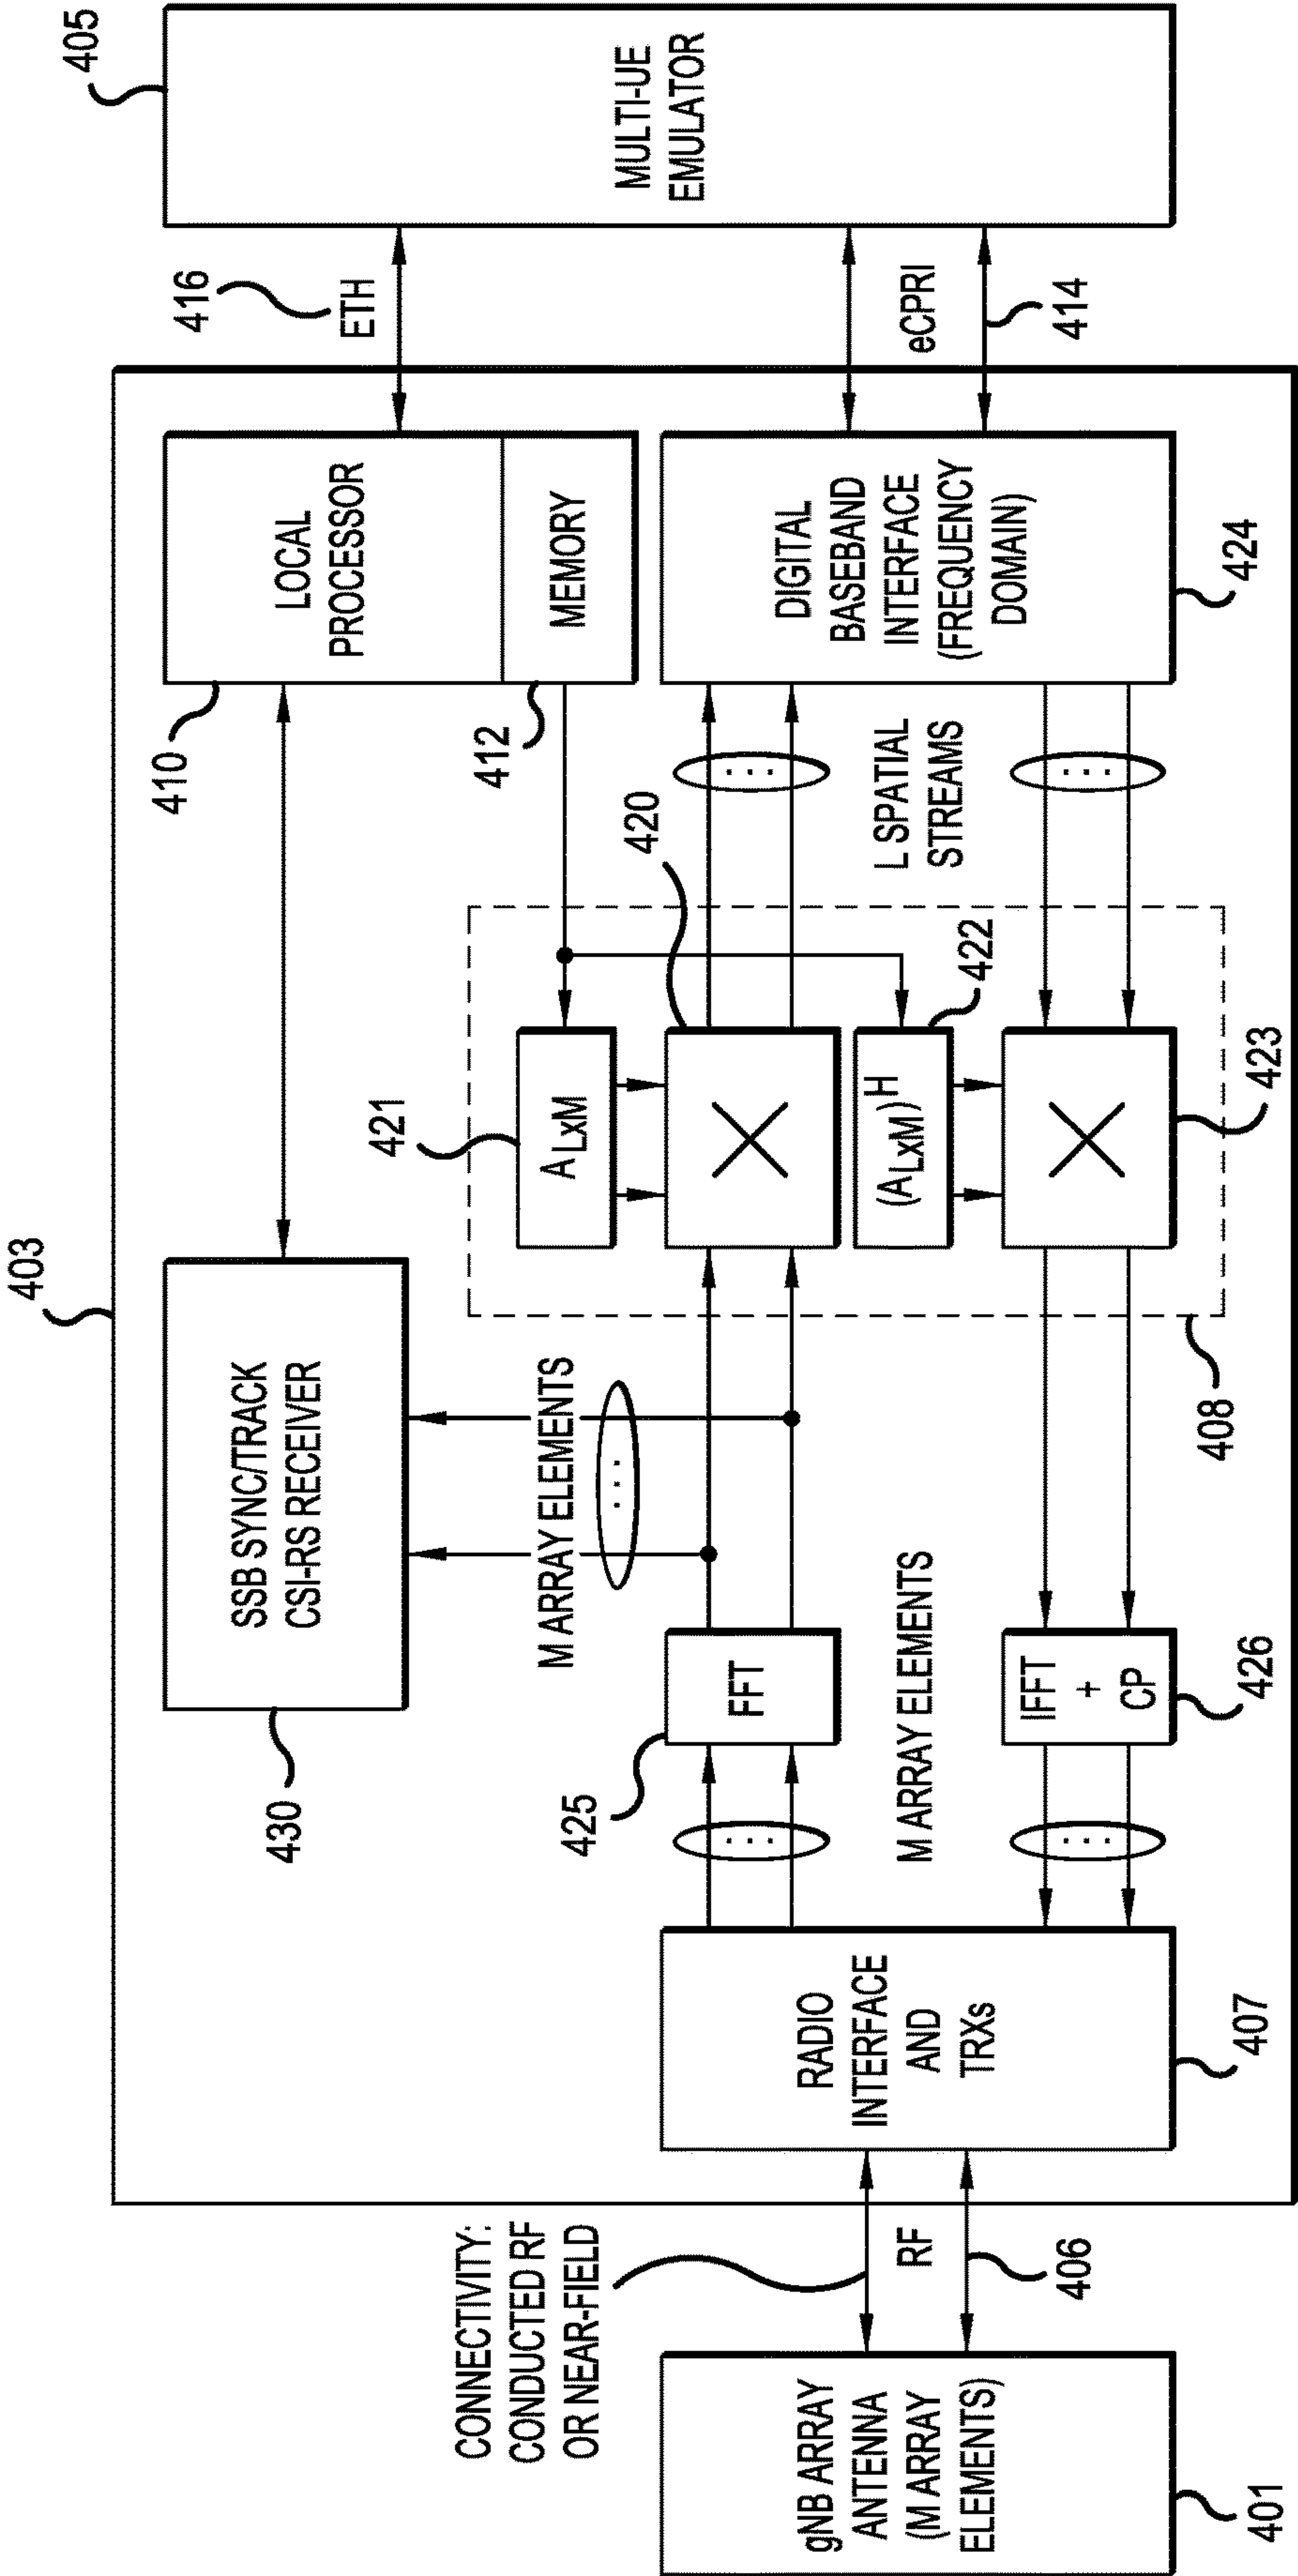 403
405
430
SSB SYNC/TRACK
CSI-RS RECEIVER
410
LOCAL
PROCESSOR
MEMORY
412
416
ETH
MULTI-UE
EMULATOR
CONNECTIVITY:
CONDUCTED RF
OR NEAR-FIELD
M ARRAY ELEMENTS
421
A LxM
420
425
FFT
gNB ARRAY
ANTENNA
(M ARRAY
ELEMENTS)
401
RF
406
RADIO
INTERFACE
AND
TRXs
407
M ARRAY ELEMENTS
(A LxM)H
422
L SPATIAL
STREAMS
DIGITAL
BASEBAND
INTERFACE
(FREQUENCY
DOMAIN)
424
eCPRI
414
IFFT
+
CP
426
408
423